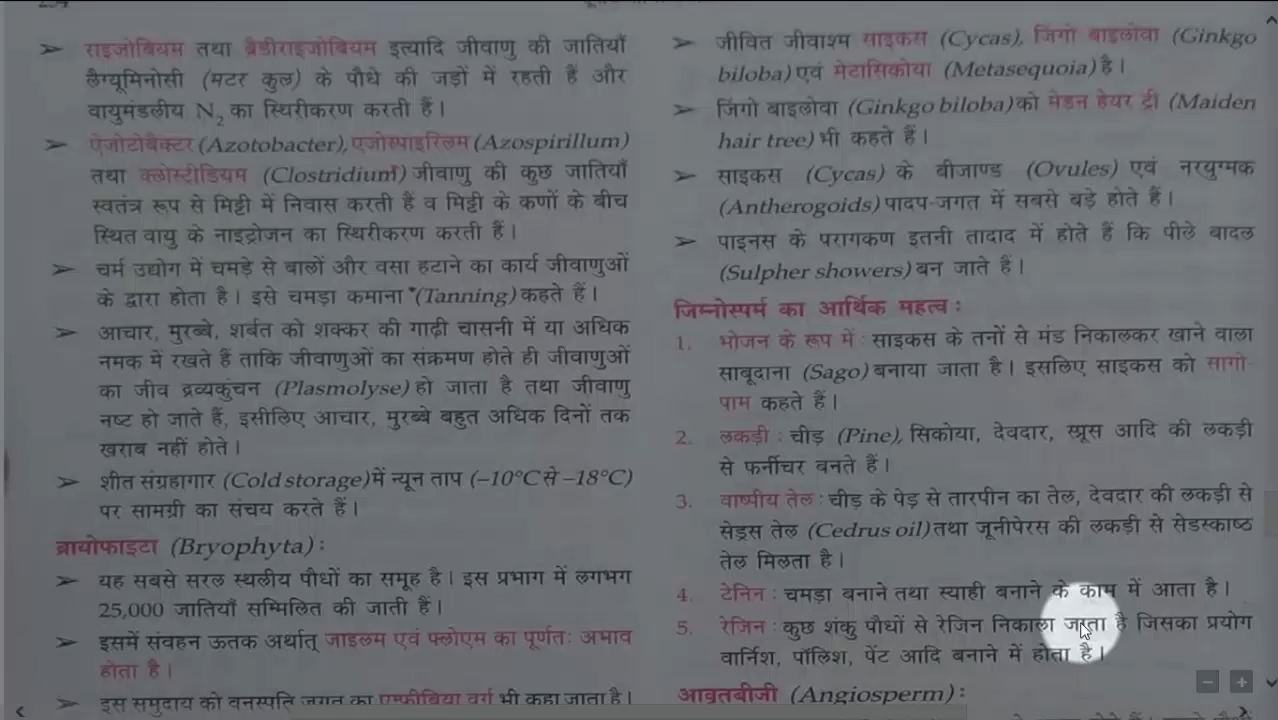 ➢ राइजोबियम तथा ब्रैडीराइजोबियम इत्यादि जीवाणु की जातियाँ
लैग्यूमिनोसी (मटर कुल) के पौधे की जड़ों में रहती हैं और
वायुमंडलीय N₂ का स्थिरीकरण करती हैं।
➢ ऐजोटोबैक्टर (Azotobacter), एजोस्पाइरिलम (Azospirillum)
तथा क्लोस्टीडियम (Clostridium) जीवाणु की कुछ जातियाँ
स्वतंत्र रूप से मिट्टी में निवास करती हैं व मिट्टी के कणों के बीच
स्थित वायु के नाइट्रोजन का स्थिरीकरण करती हैं।
➢ चर्म उद्योग में चमड़े से बालों और वसा हटाने का कार्य जीवाणुओं
के द्वारा होता है। इसे चमड़ा कमाना (Tanning) कहते हैं।
➢ आचार, मुरब्बे, शर्बत को शक्कर की गाढ़ी चासनी में या अधिक
नमक में रखते हैं ताकि जीवाणुओं का संक्रमण होते ही जीवाणुओं
का जीव द्रव्यकुंचन (Plasmolyse) हो जाता है तथा जीवाणु
नष्ट हो जाते हैं, इसीलिए आचार, मुरब्बे बहुत अधिक दिनों तक
खराब नहीं होते।
➢ शीत संग्रहागार (Cold storage) में न्यून ताप (–10°C से –18°C)
पर सामग्री का संचय करते हैं।
ब्रायोफाइटा (Bryophyta) :
➢ यह सबसे सरल स्थलीय पौधों का समूह है। इस प्रभाग में लगभग
25,000 जातियाँ सम्मिलित की जाती हैं।
➢ इसमें संवहन ऊतक अर्थात् जाइलम एवं फ्लोएम का पूर्णतः अभाव
होता है।
➢ इस समुदाय को वनस्पति जगत का एम्फीबिया वर्ग भी कहा जाता है।
➢ जीवित जीवाश्म साइकस (Cycas), जिंगो बाइलोवा (Ginkgo
biloba) एवं मेटासिकोया (Metasequoia) है।
➢ जिंगो बाइलोवा (Ginkgo biloba) को मेडन हेयर ट्री (Maiden
hair tree) भी कहते हैं।
➢ साइकस (Cycas) के बीजाण्ड (Ovules) एवं नरयुग्मक
(Antherogoids) पादप-जगत में सबसे बड़े होते हैं।
➢ पाइनस के परागकण इतनी तादाद में होते हैं कि पीले बादल
(Sulpher showers) बन जाते हैं।
जिम्नोस्पर्म का आर्थिक महत्व :
1. भोजन के रूप में : साइकस के तनों से मंड निकालकर खाने वाला
साबूदाना (Sago) बनाया जाता है। इसलिए साइकस को सागो-
पाम कहते हैं।
2. लकड़ी : चीड़ (Pine), सिकोया, देवदार, स्प्रूस आदि की लकड़ी
से फर्नीचर बनते हैं।
3. वाष्पीय तेल : चीड़ के पेड़ से तारपीन का तेल, देवदार की लकड़ी से
सेड्रस तेल (Cedrus oil) तथा जूनीपेरस की लकड़ी से सेडस्काष्ठ
तेल मिलता है।
4. टेनिन : चमड़ा बनाने तथा स्याही बनाने के काम में आता है।
5. रेजिन : कुछ शंकु पौधों से रेजिन निकाला जाता है जिसका प्रयोग
वार्निश, पॉलिश, पेंट आदि बनाने में होता है।
आवृतबीजी (Angiosperm) :